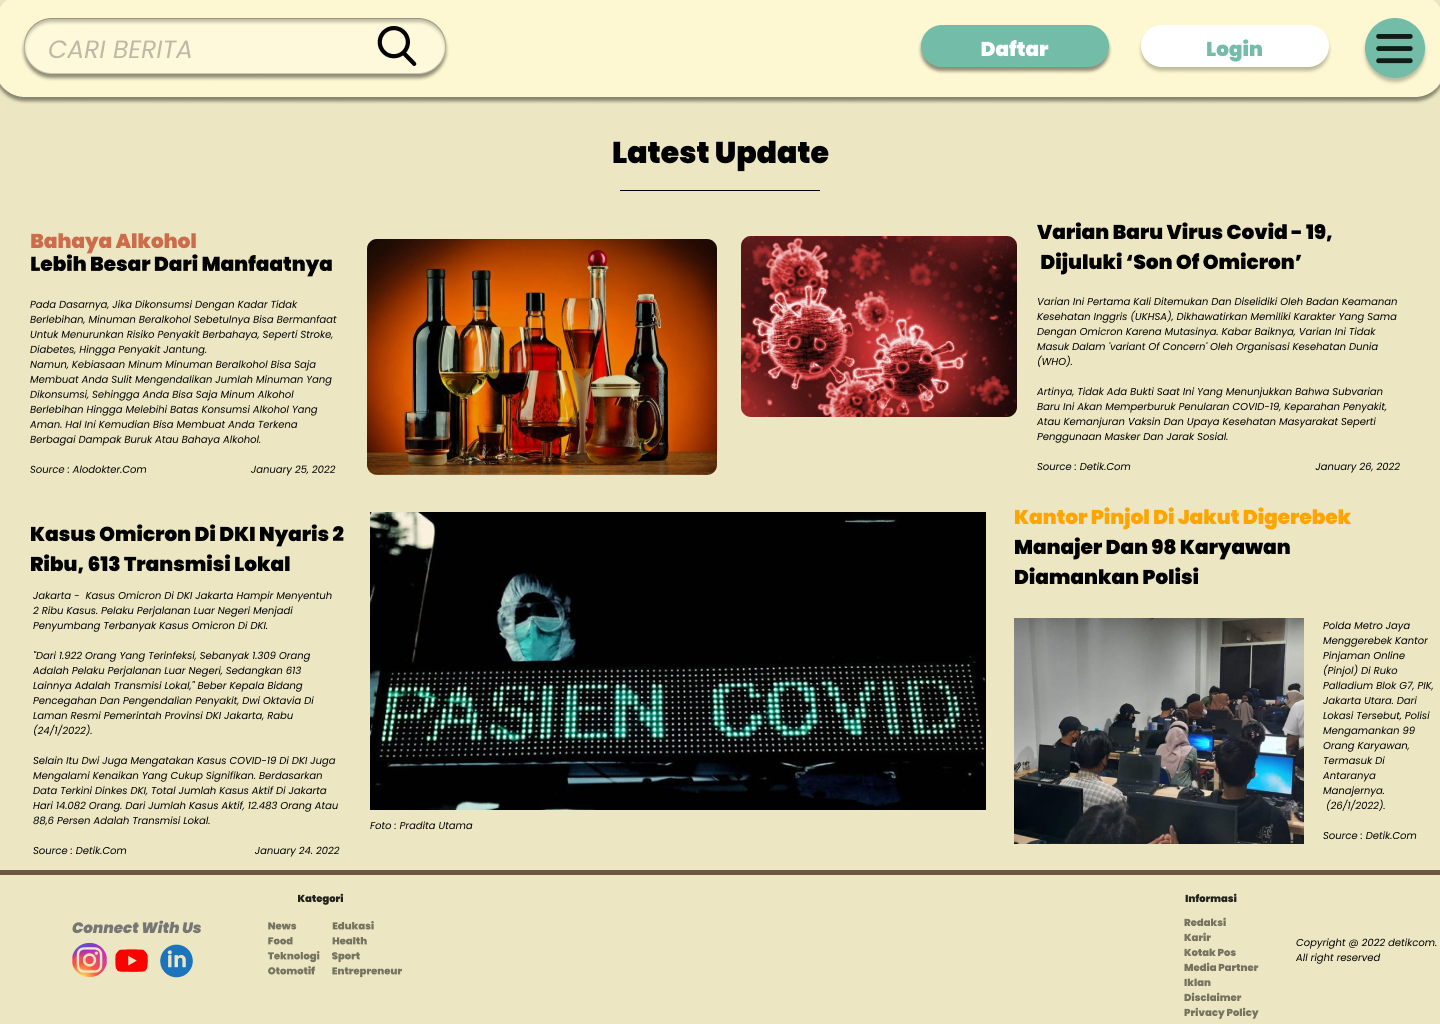 CARI BERITA
Daftar
Login
Latest Update
Bahaya Alkohol
Lebih Besar Dari Manfaatnya
Pada Dasarnya, Jika Dikonsumsi Dengan Kadar Tidak
Berlebihan, Minuman Beralkohol Sebetulnya Bisa Bermanfaat
Untuk Menurunkan Risiko Penyakit Berbahaya, Seperti Stroke,
Diabetes, Hingga Penyakit Jantung.
Namun, Kebiasaan Minum Minuman Beralkohol Bisa Saja
Membuat Anda Sulit Mengendalikan Jumlah Minuman Yang
Dikonsumsi, Sehingga Anda Bisa Saja Minum Alkohol
Berlebihan Hingga Melebihi Batas Konsumsi Alkohol Yang
Aman. Hal Ini Kemudian Bisa Membuat Anda Terkena
Berbagai Dampak Buruk Atau Bahaya Alkohol.
Source : Alodokter.Com
January 25, 2022
Varian Baru Virus Covid - 19,
Dijuluki ‘Son Of Omicron’
Varian Ini Pertama Kali Ditemukan Dan Diselidiki Oleh Badan Keamanan
Kesehatan Inggris (UKHSA), Dikhawatirkan Memiliki Karakter Yang Sama
Dengan Omicron Karena Mutasinya. Kabar Baiknya, Varian Ini Tidak
Masuk Dalam 'variant Of Concern' Oleh Organisasi Kesehatan Dunia
(WHO).
Artinya, Tidak Ada Bukti Saat Ini Yang Menunjukkan Bahwa Subvarian
Baru Ini Akan Memperburuk Penularan COVID-19, Keparahan Penyakit,
Atau Kemanjuran Vaksin Dan Upaya Kesehatan Masyarakat Seperti
Penggunaan Masker Dan Jarak Sosial.
Source : Detik.Com
January 26, 2022
Kasus Omicron Di DKI Nyaris 2
Ribu, 613 Transmisi Lokal
Jakarta -  Kasus Omicron Di DKI Jakarta Hampir Menyentuh
2 Ribu Kasus. Pelaku Perjalanan Luar Negeri Menjadi
Penyumbang Terbanyak Kasus Omicron Di DKI.
"Dari 1.922 Orang Yang Terinfeksi, Sebanyak 1.309 Orang
Adalah Pelaku Perjalanan Luar Negeri, Sedangkan 613
Lainnya Adalah Transmisi Lokal," Beber Kepala Bidang
Pencegahan Dan Pengendalian Penyakit, Dwi Oktavia Di
Laman Resmi Pemerintah Provinsi DKI Jakarta, Rabu
(24/1/2022).
Selain Itu Dwi Juga Mengatakan Kasus COVID-19 Di DKI Juga
Mengalami Kenaikan Yang Cukup Signifikan. Berdasarkan
Data Terkini Dinkes DKI, Total Jumlah Kasus Aktif Di Jakarta
Hari 14.082 Orang. Dari Jumlah Kasus Aktif, 12.483 Orang Atau
88,6 Persen Adalah Transmisi Lokal.
Source : Detik.Com
January 24. 2022
PASIEN COVID
Foto : Pradita Utama
Kantor Pinjol Di Jakut Digerebek
Manajer Dan 98 Karyawan
Diamankan Polisi
Polda Metro Jaya
Menggerebek Kantor
Pinjaman Online
(Pinjol) Di Ruko
Palladium Blok G7, PIK,
Jakarta Utara. Dari
Lokasi Tersebut, Polisi
Mengamankan 99
Orang Karyawan,
Termasuk Di
Antaranya
Manajernya.
(26/1/2022).
Source : Detik.Com
Connect With Us
in
Kategori
News
Food
Teknologi
Otomotif
Edukasi
Health
Sport
Entrepreneur
Informasi
Redaksi
Karir
Kotak Pos
Media Partner
Iklan
Disclaimer
Privacy Policy
Copyright @ 2022 detikcom.
All right reserved